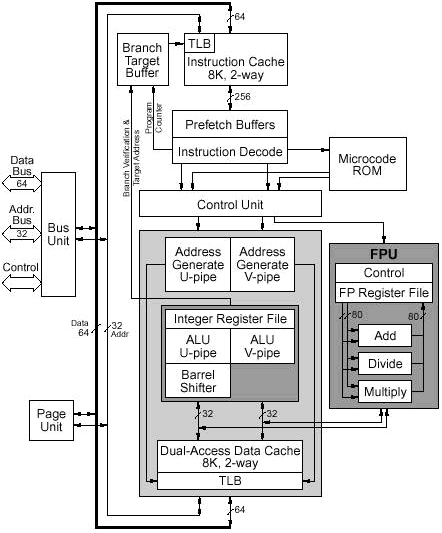 64
Branch
Target
Buffer
TLB
Instruction Cache
8K, 2-way
256
Branch Verification &
Target Address
Program
Counter
Prefetch Buffers
Instruction Decode
Microcode
ROM
Data
Bus
64
Addr.
Bus
32
Control
Bus
Unit
Control Unit
Address
Generate
U-pipe
Address
Generate
V-pipe
FPU
Control
FP Register File
80
80
Add
Divide
Multiply
Integer Register File
ALU
U-pipe
ALU
V-pipe
Barrel
Shifter
Data
64
32
Addr
32
32
Page
Unit
Dual-Access Data Cache
8K, 2-way
TLB
64